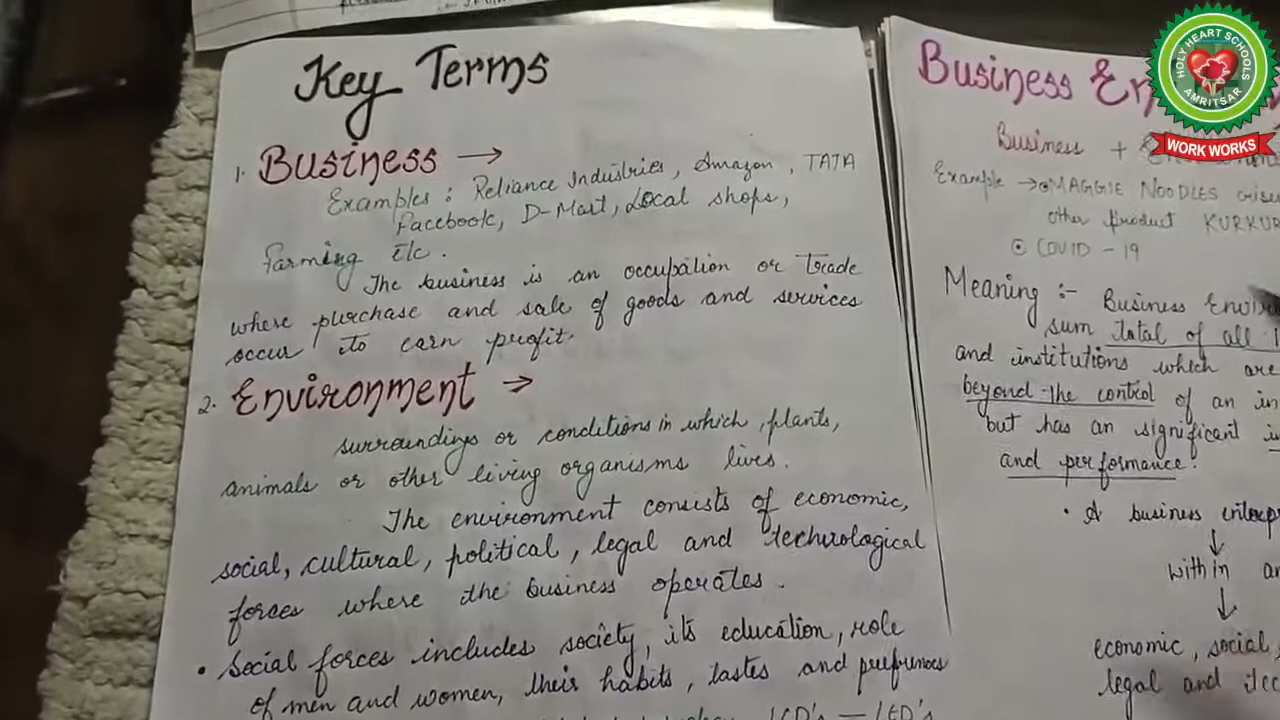 Key Terms
1. Business →
Examples : Reliance Industries, Amazon, TATA
Facebook, D-Mart, Local shops,
Farming Etc.
The business is an occupation or trade
where purchase and sale of goods and services
occur to earn profit.
2. Environment →
surroundings or conditions in which, plants,
animals or other living organisms lives.
The environment consists of economic,
social, cultural, political, legal and technological
forces where the business operates.
• Social forces includes society, its education, role
of men and women, their habits, tastes and preferences
LCD's — LED's
Business
Business +
Example → ⊙ MAGGIE NOODLES
other product
⊙ COVID - 19
Meaning :- Business
sum total of all
and institutions which are
beyond the control of an
but has an significant
and performance.
• A business
within
↓
economic, social,
legal and
HOLY HEART SCHOOLS
AMRITSAR
WORK WORKS